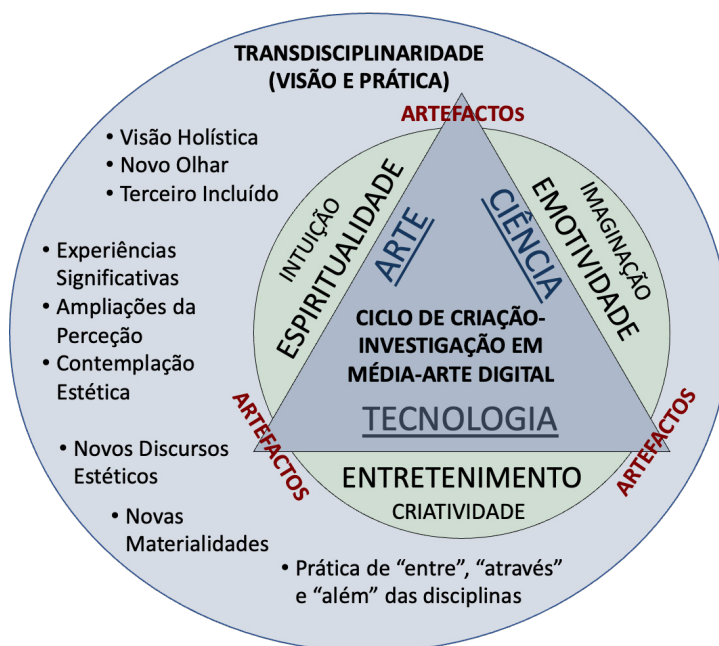 TRANSDISCIPLINARIDADE
(VISÃO E PRÁTICA)
ARTEFACTOs
• Visão Holística
• Novo Olhar
• Terceiro Incluído
INTUIÇÃO
ESPIRITUALIDADE
ARTE
CIÊNCIA
EMOTIVIDADE
IMAGINAÇÃO
• Experiências
Significativas
• Ampliações da
Perceção
• Contemplação
Estética
CICLO DE CRIAÇÃO-
INVESTIGAÇÃO EM
MÉDIA-ARTE DIGITAL
TECNOLOGIA
ARTEFACTOS
ARTEFACTOS
• Novos Discursos
Estéticos
ENTRETENIMENTO
CRIATIVIDADE
• Novas
Materialidades
• Prática de “entre”, “através”
e “além” das disciplinas